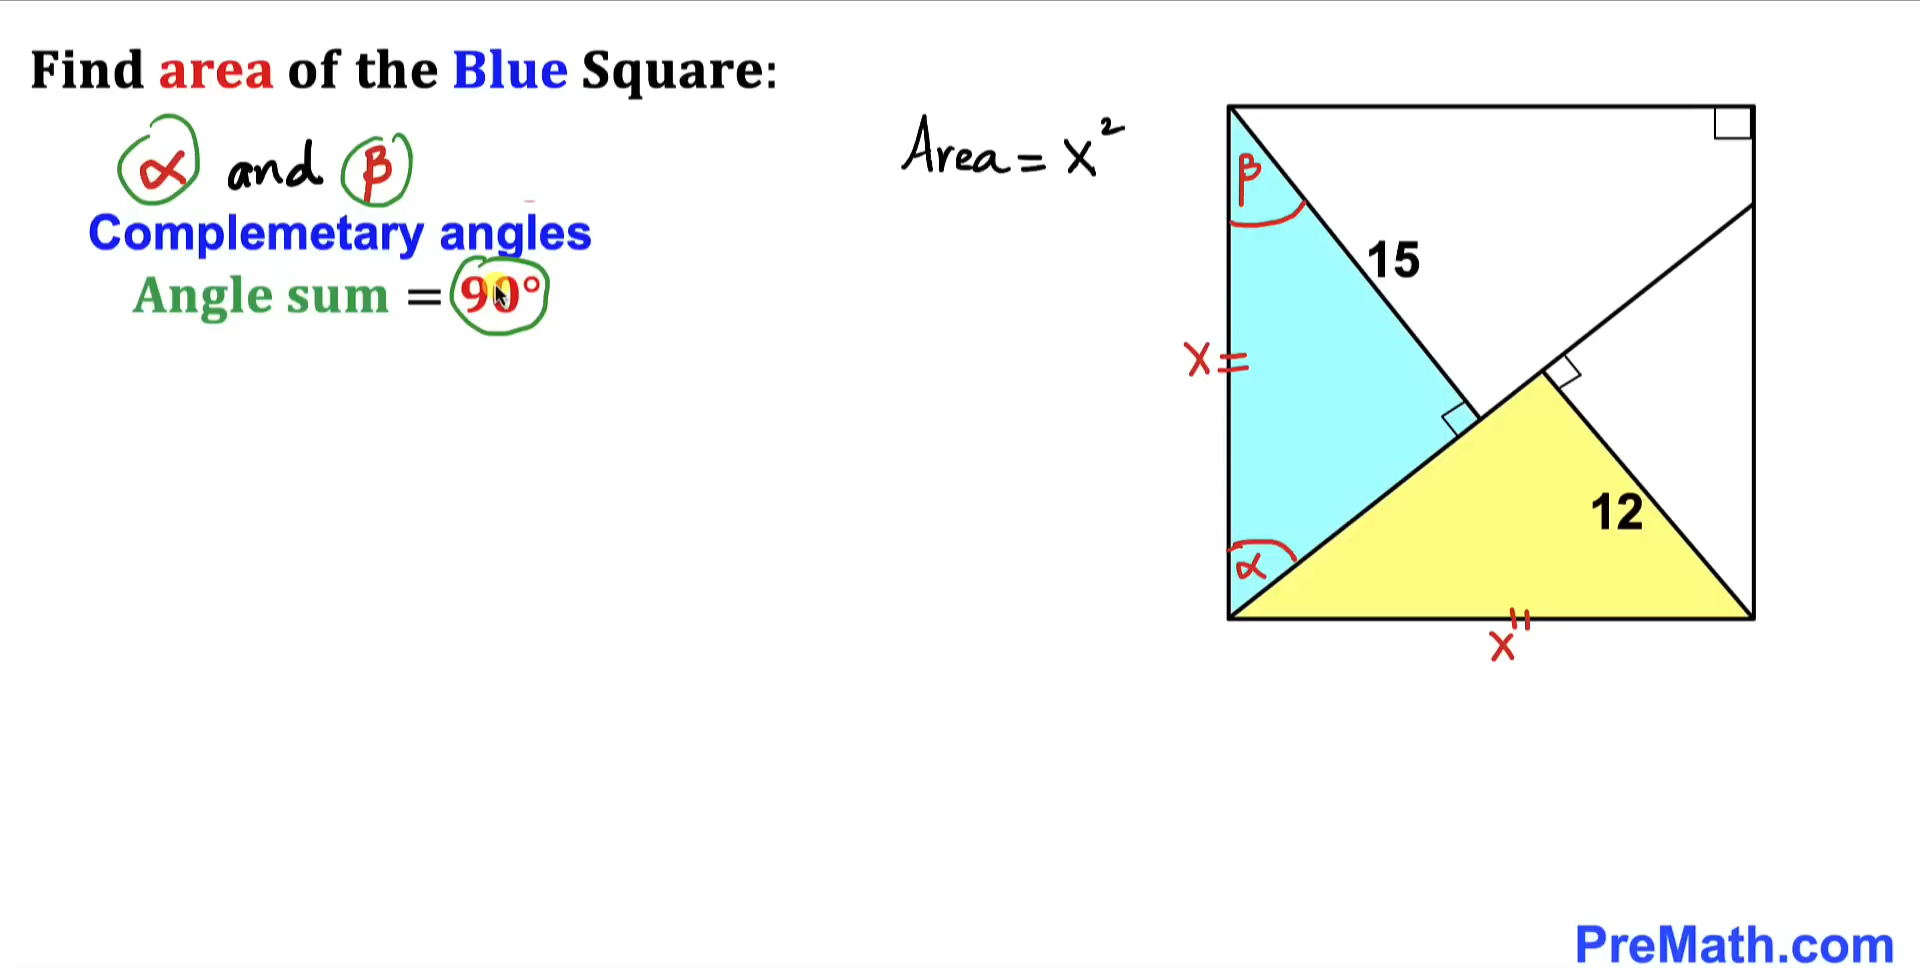 Find area of the Blue Square:
α and β
Complemetary angles
Angle sum = 90°
Area = x²
β
15
x
α
12
x
PreMath.com